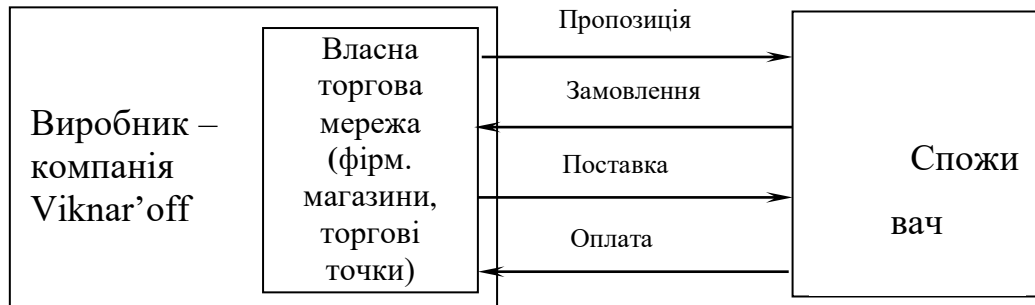 Виробник –
компанія
Viknar’off
Власна
торгова
мережа
(фірм.
магазини,
торгові
точки)
Пропозиція
Замовлення
Поставка
Оплата
Спожи
вач